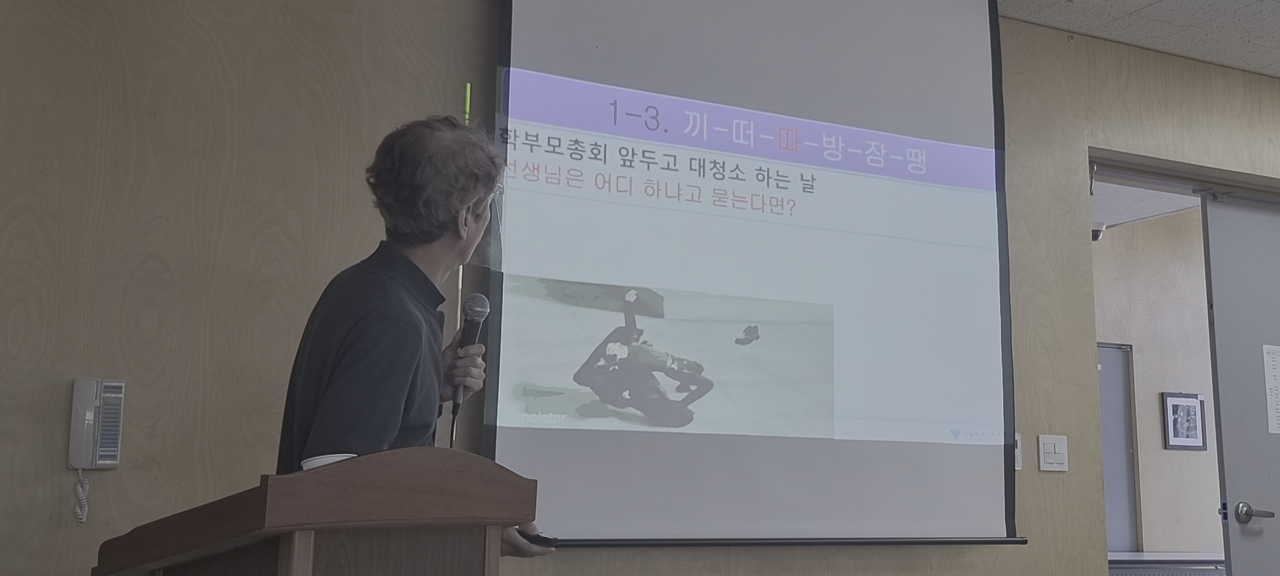 1-3. 끼-떠-따-방-잠-땡
학부모총회 앞두고 대청소 하는 날
선생님은 어디 하냐고 묻는다면?